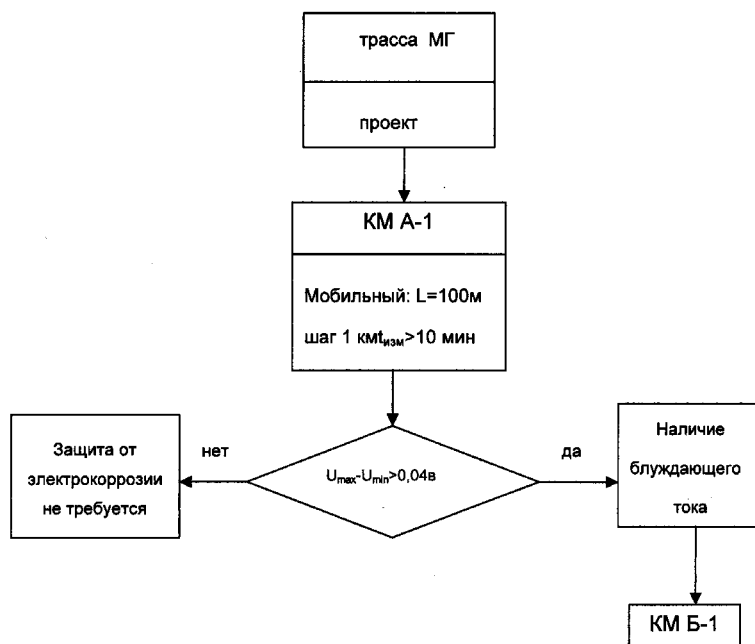 трасса МГ
проект
КМ А-1
Мобильный: L=100м
шаг 1 кмtизм>10 мин
Защита от
электрокоррозии
не требуется
нет
Umax-Umin>0,04в
да
Наличие
блуждающего
тока
КМ Б-1